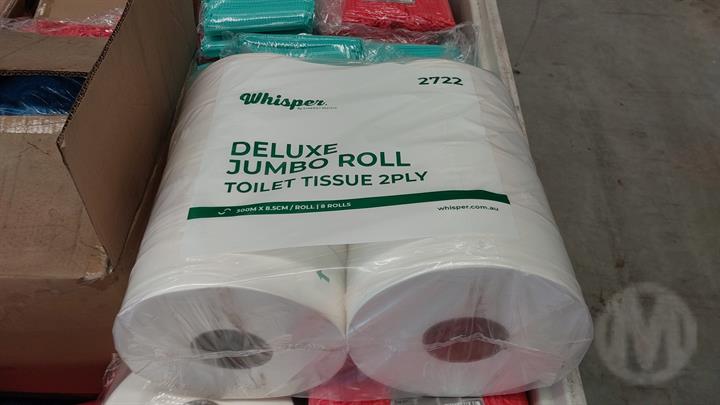 2722
Whisper.
DELUXE
JUMBO ROLL
TOILET TISSUE 2PLY
300M X 8.5CM / ROLL | 8 ROLLS
whisper.com.au
M